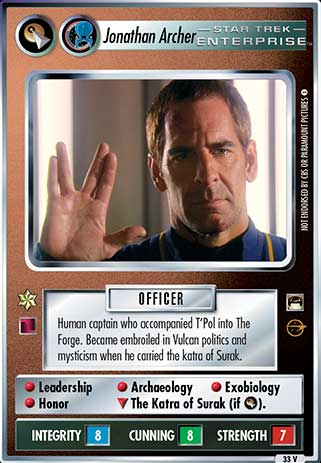 Jonathan Archer
STAR TREK
ENTERPRISE™
NOT ENDORSED BY CBS OR PARAMOUNT PICTURES
OFFICER
Human captain who accompanied T'Pol into The
Forge. Became embroiled in Vulcan politics and
mysticism when he carried the katra of Surak.
Leadership
Archaeology
Exobiology
Honor
The Katra of Surak (if ).
INTEGRITY 8 CUNNING 8 STRENGTH 7
33 V